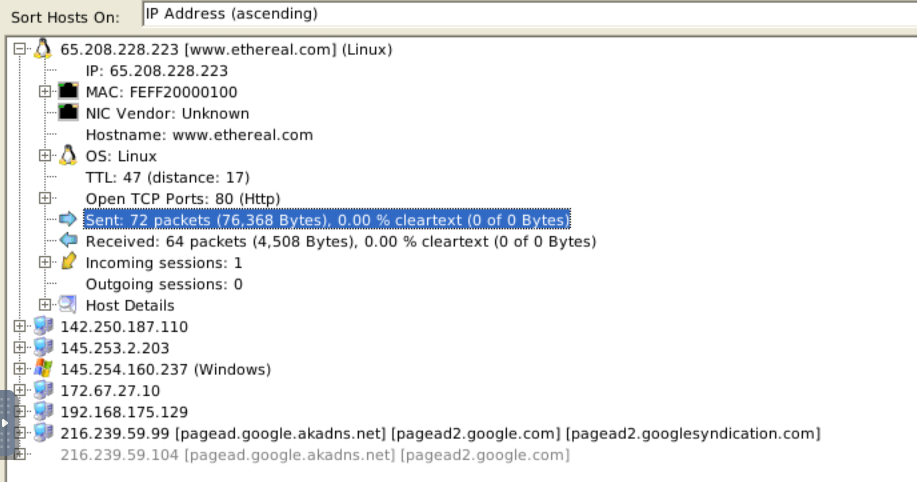 Sort Hosts On: IP Address (ascending)
65.208.228.223 [www.ethereal.com] (Linux)
IP: 65.208.228.223
MAC: FEFF20000100
NIC Vendor: Unknown
Hostname: www.ethereal.com
OS: Linux
TTL: 47 (distance: 17)
Open TCP Ports: 80 (Http)
Sent: 72 packets (76,368 Bytes), 0.00 % cleartext (0 of 0 Bytes)
Received: 64 packets (4,508 Bytes), 0.00 % cleartext (0 of 0 Bytes)
Incoming sessions: 1
Outgoing sessions: 0
Host Details
142.250.187.110
145.253.2.203
145.254.160.237 (Windows)
172.67.27.10
192.168.175.129
216.239.59.99 [pagead.google.akadns.net] [pagead2.google.com] [pagead2.googlesyndication.com]
216.239.59.104 [pagead.google.akadns.net] [pagead2.google.com]